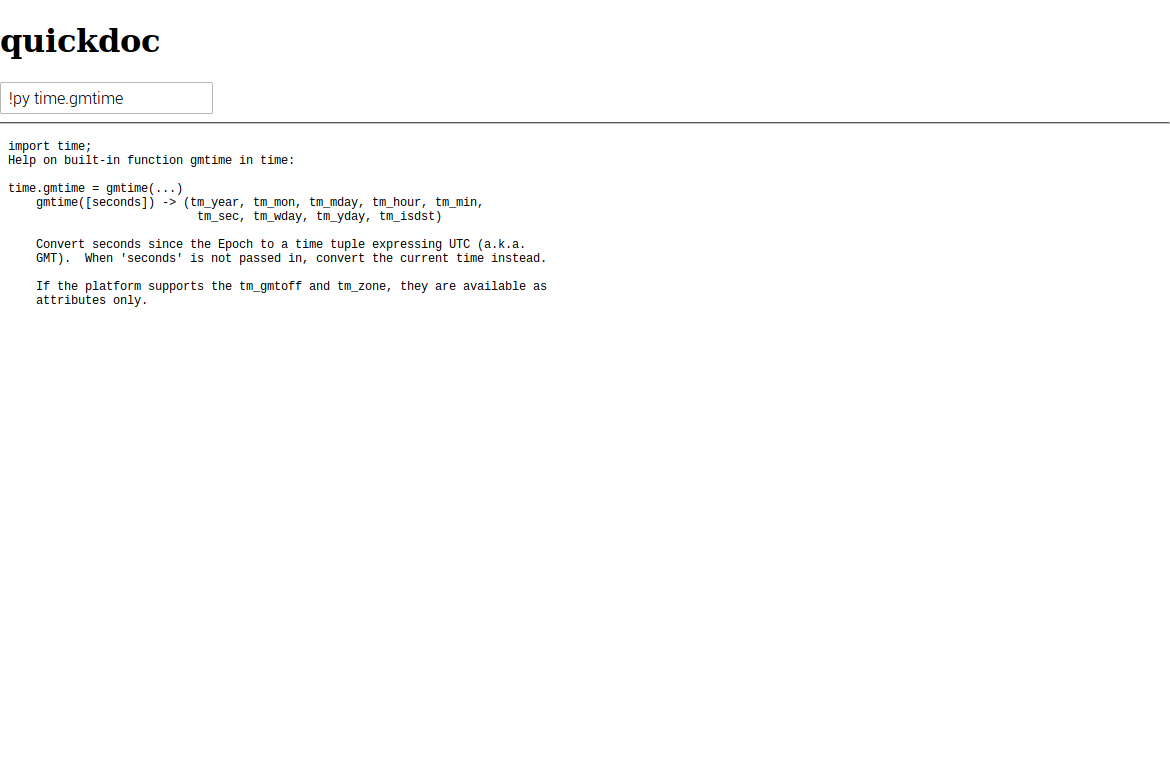 quickdoc
!py time.gmtime
import time;
Help on built-in function gmtime in time:
time.gmtime = gmtime(...)
gmtime([seconds]) -> (tm_year, tm_mon, tm_mday, tm_hour, tm_min,
tm_sec, tm_wday, tm_yday, tm_isdst)
Convert seconds since the Epoch to a time tuple expressing UTC (a.k.a.
GMT).  When 'seconds' is not passed in, convert the current time instead.
If the platform supports the tm_gmtoff and tm_zone, they are available as
attributes only.